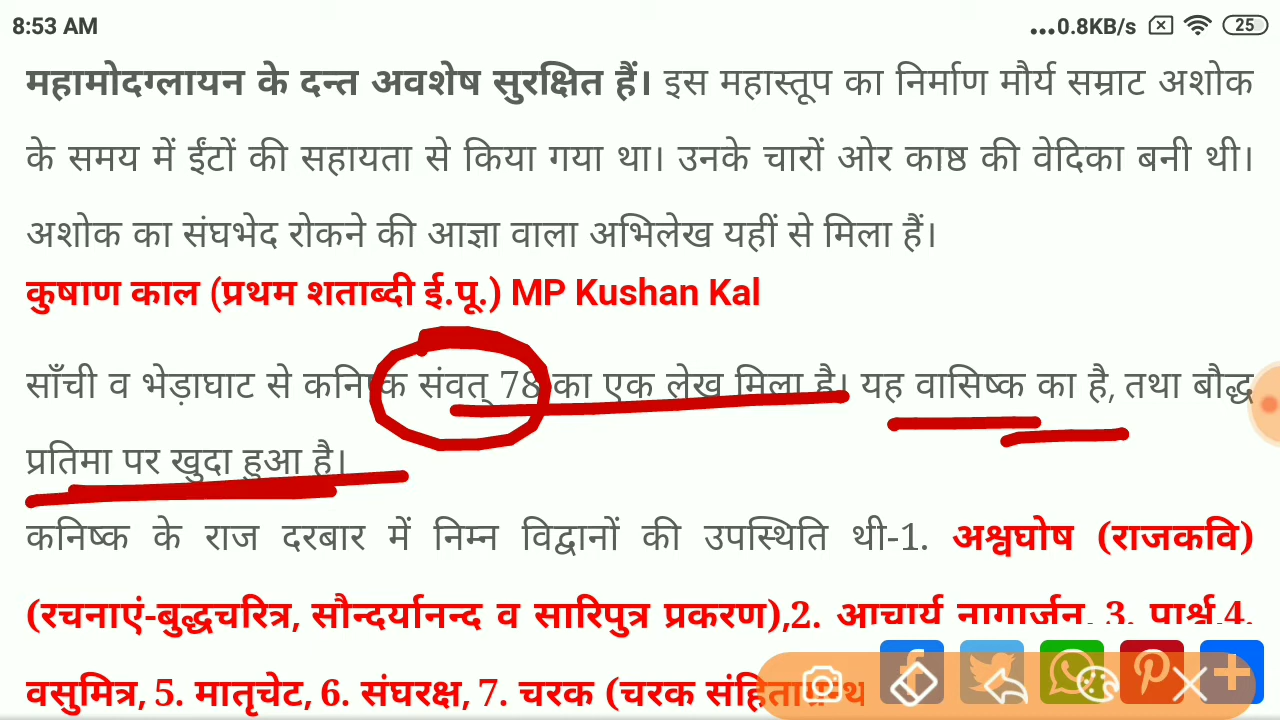 8:53 AM
...0.8KB/s
25
महामोदग्लायन के दन्त अवशेष सुरक्षित हैं। इस महास्तूप का निर्माण मौर्य सम्राट अशोक
के समय में ईंटों की सहायता से किया गया था। उनके चारों ओर काष्ठ की वेदिका बनी थी।
अशोक का संघभेद रोकने की आज्ञा वाला अभिलेख यहीं से मिला हैं।
कुषाण काल (प्रथम शताब्दी ई.पू.) MP Kushan Kal
साँची व भेड़ाघाट से कनिष्क संवत् 78 का एक लेख मिला है। यह वासिष्क का है, तथा बौद्ध
प्रतिमा पर खुदा हुआ है।
कनिष्क के राज दरबार में निम्न विद्वानों की उपस्थिति थी-1. अश्वघोष (राजकवि)
(रचनाएं-बुद्धचरित्र, सौन्दर्यानन्द व सारिपुत्र प्रकरण),2. आचार्य नागार्जुन, 3. पार्श्व,4.
वसुमित्र, 5. मातृचेट, 6. संघरक्ष, 7. चरक (चरक संहिताग्रन्थ